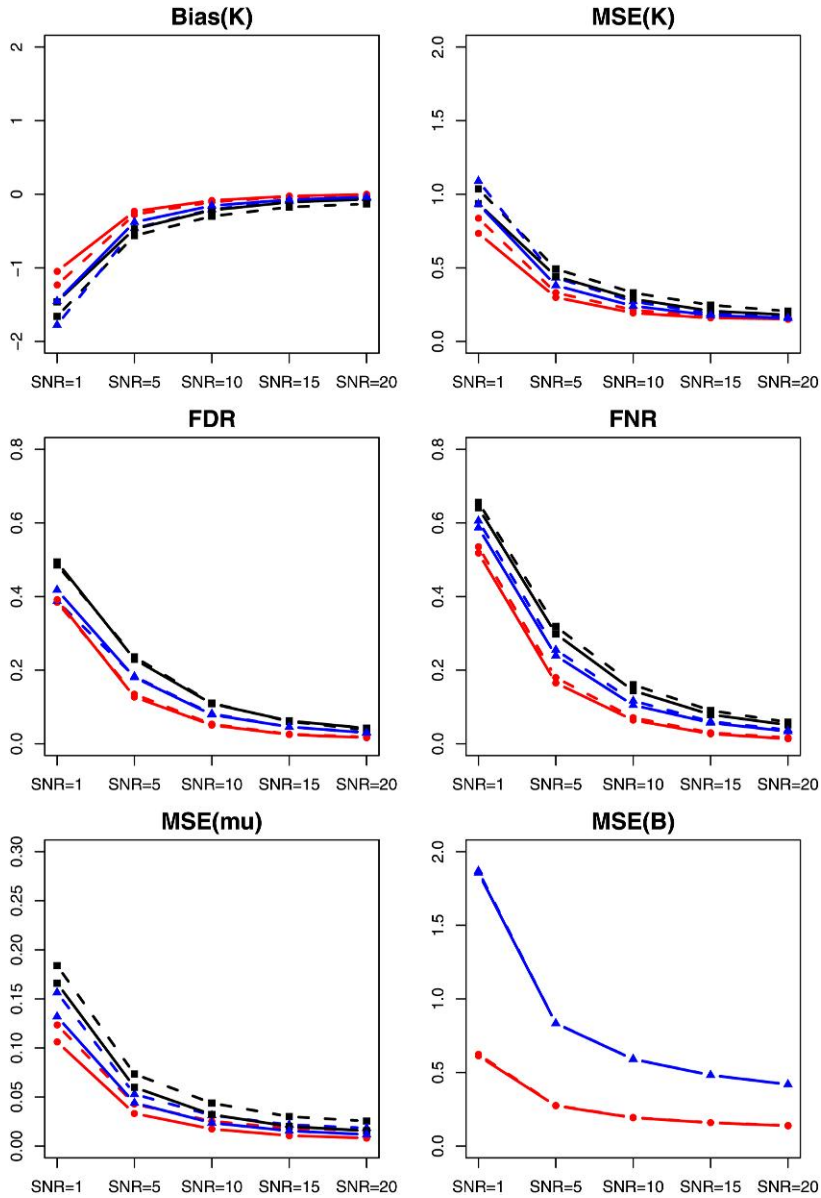 Bias(K)
2
1
0
−1
−2
SNR=1 SNR=5 SNR=10 SNR=15 SNR=20
MSE(K)
2.0
1.5
1.0
0.5
0.0
SNR=1 SNR=5 SNR=10 SNR=15 SNR=20
FDR
0.8
0.6
0.4
0.2
0.0
SNR=1 SNR=5 SNR=10 SNR=15 SNR=20
FNR
0.8
0.6
0.4
0.2
0.0
SNR=1 SNR=5 SNR=10 SNR=15 SNR=20
MSE(mu)
0.30
0.25
0.20
0.15
0.10
0.05
0.00
SNR=1 SNR=5 SNR=10 SNR=15 SNR=20
MSE(B)
2.0
1.5
1.0
0.5
0.0
SNR=1 SNR=5 SNR=10 SNR=15 SNR=20